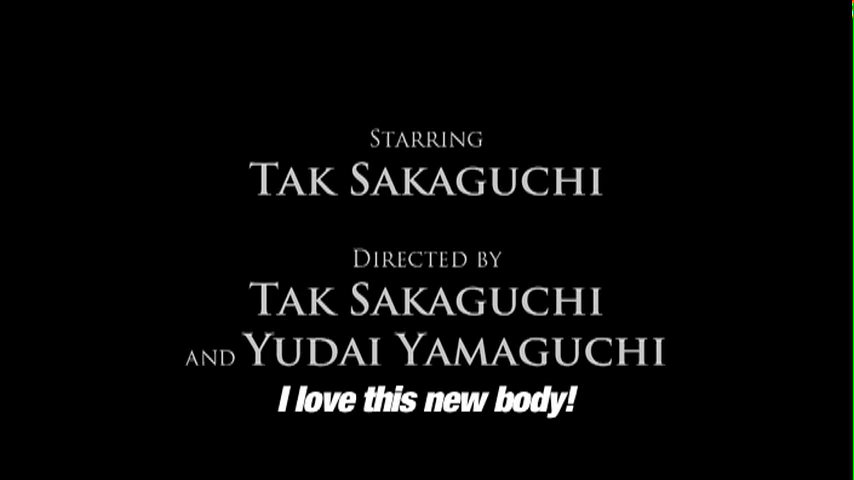 Starring
Tak Sakaguchi
Directed by
Tak Sakaguchi
and Yudai Yamaguchi
I love this new body!